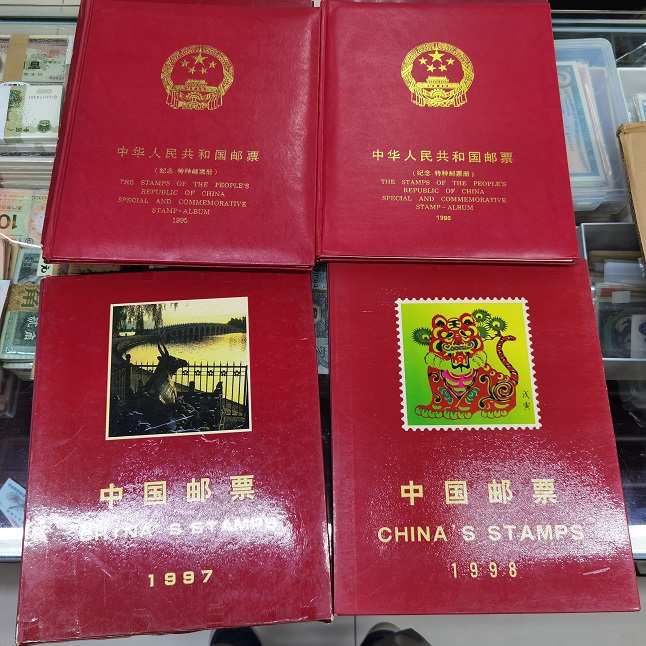 中华人民共和国邮票
(纪念、特种邮票册)
THE STAMPS OF THE PEOPLE'S
REPUBLIC OF CHINA
SPECIAL AND COMMEMORATIVE
STAMP-ALBUM
1995
中华人民共和国邮票
(纪念、特种邮票册)
THE STAMPS OF THE PEOPLE'S
REPUBLIC OF CHINA
SPECIAL AND COMMEMORATIVE
STAMP-ALBUM
1996
中国邮票
CHINA'S STAMPS
1997
戊寅
中国邮票
CHINA'S STAMPS
1998